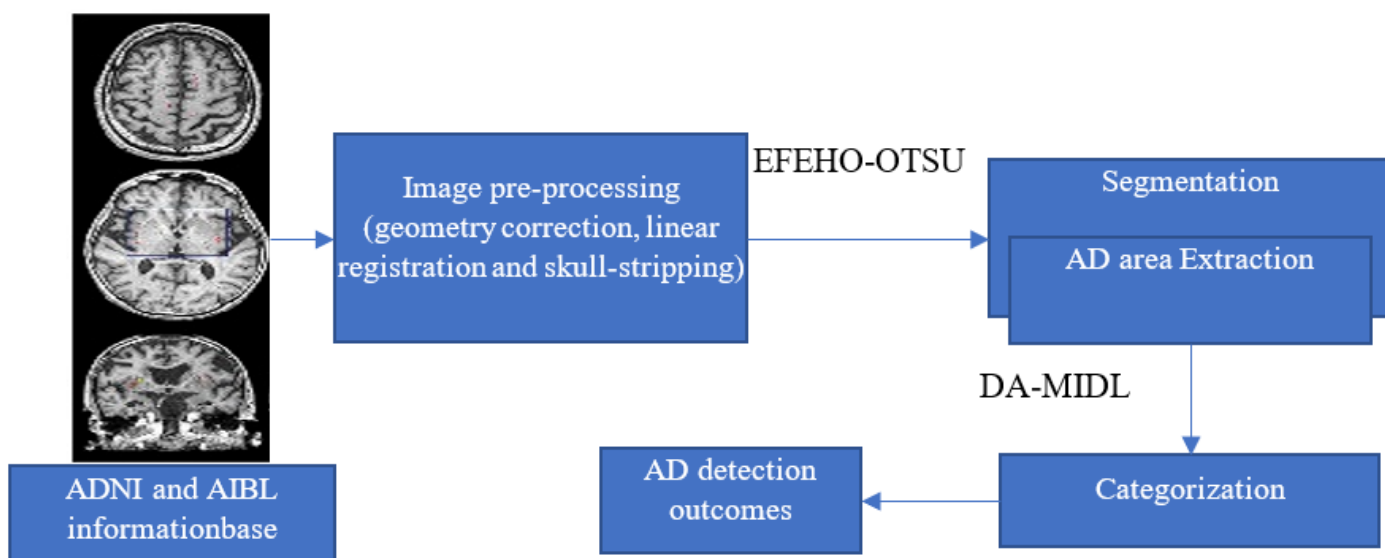 Image pre-processing
(geometry correction, linear
registration and skull-stripping)
EFEHO-OTSU
Segmentation
AD area Extraction
DA-MIDL
Categorization
AD detection
outcomes
ADNI and AIBL
informationbase